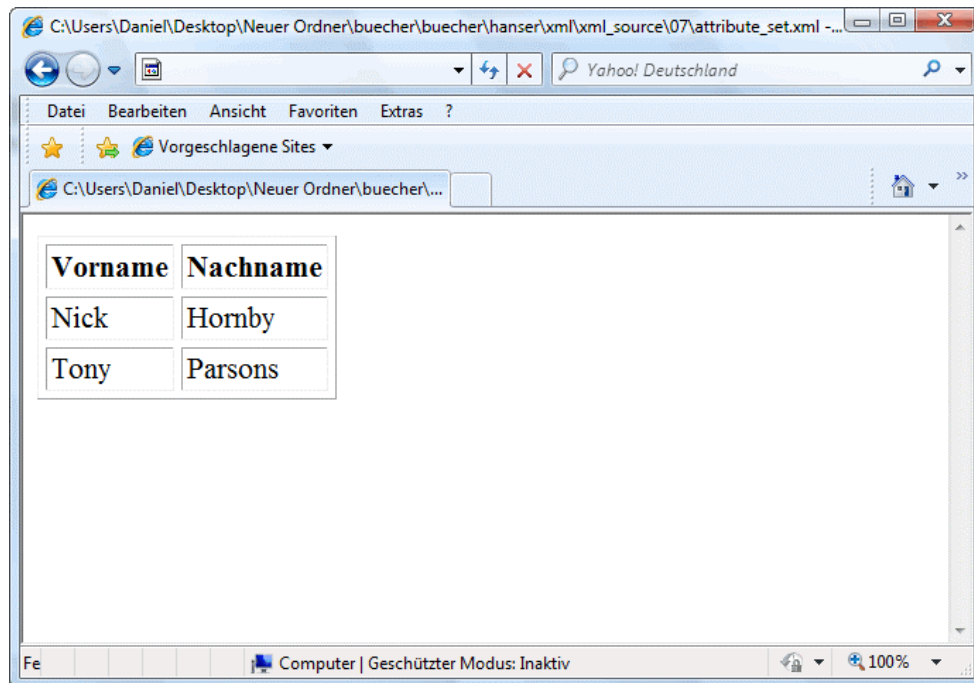 C:\Users\Daniel\Desktop\Neuer Ordner\buecher\buecher\hanser\xml\xml_source\07\attribute_set.xml -...
Yahoo! Deutschland
Datei Bearbeiten Ansicht Favoriten Extras ?
Vorgeschlagene Sites
C:\Users\Daniel\Desktop\Neuer Ordner\buecher\...
Vorname Nachname
Nick Hornby
Tony Parsons
Fe Computer | Geschützter Modus: Inaktiv 100%